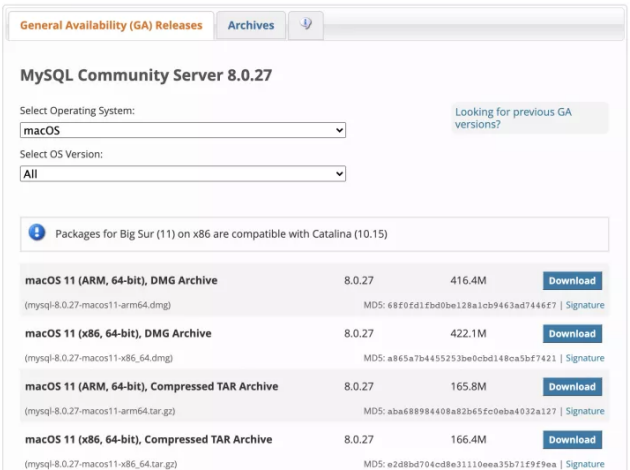 General Availability (GA) Releases
Archives
MySQL Community Server 8.0.27
Select Operating System:
Looking for previous GA
versions?
macOS
Select OS Version:
All
Packages for Big Sur (11) on x86 are compatible with Catalina (10.15)
macOS 11 (ARM, 64-bit), DMG Archive 8.0.27 416.4M Download
(mysql-8.0.27-macos11-arm64.dmg) MD5: 68f0fd1fbd0be128a1cb9463ad7446f7 | Signature
macOS 11 (x86, 64-bit), DMG Archive 8.0.27 422.1M Download
(mysql-8.0.27-macos11-x86_64.dmg) MD5: a865a7b4455253be0cbd148ca5bf7421 | Signature
macOS 11 (ARM, 64-bit), Compressed TAR Archive 8.0.27 165.8M Download
(mysql-8.0.27-macos11-arm64.tar.gz) MD5: aba688984408a82b65fc0eba4032a127 | Signature
macOS 11 (x86, 64-bit), Compressed TAR Archive 8.0.27 166.4M Download
(mysql-8.0.27-macos11-x86_64.tar.gz) MD5: e2d8bd704cd8e31110eea35b71f9f9ea | Signature